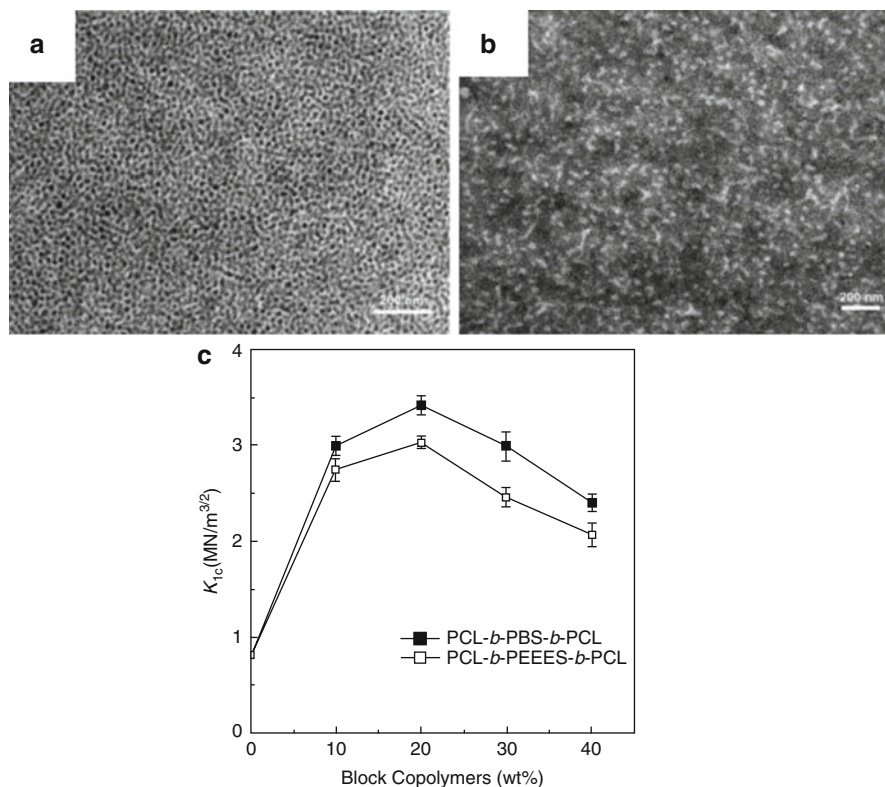 a
b
200 nm
200 nm
c
4
3
2
1
0
K1c(MN/m3/2)
PCL-b-PBS-b-PCL
PCL-b-PEEES-b-PCL
0 10 20 30 40
Block Copolymers (wt%)